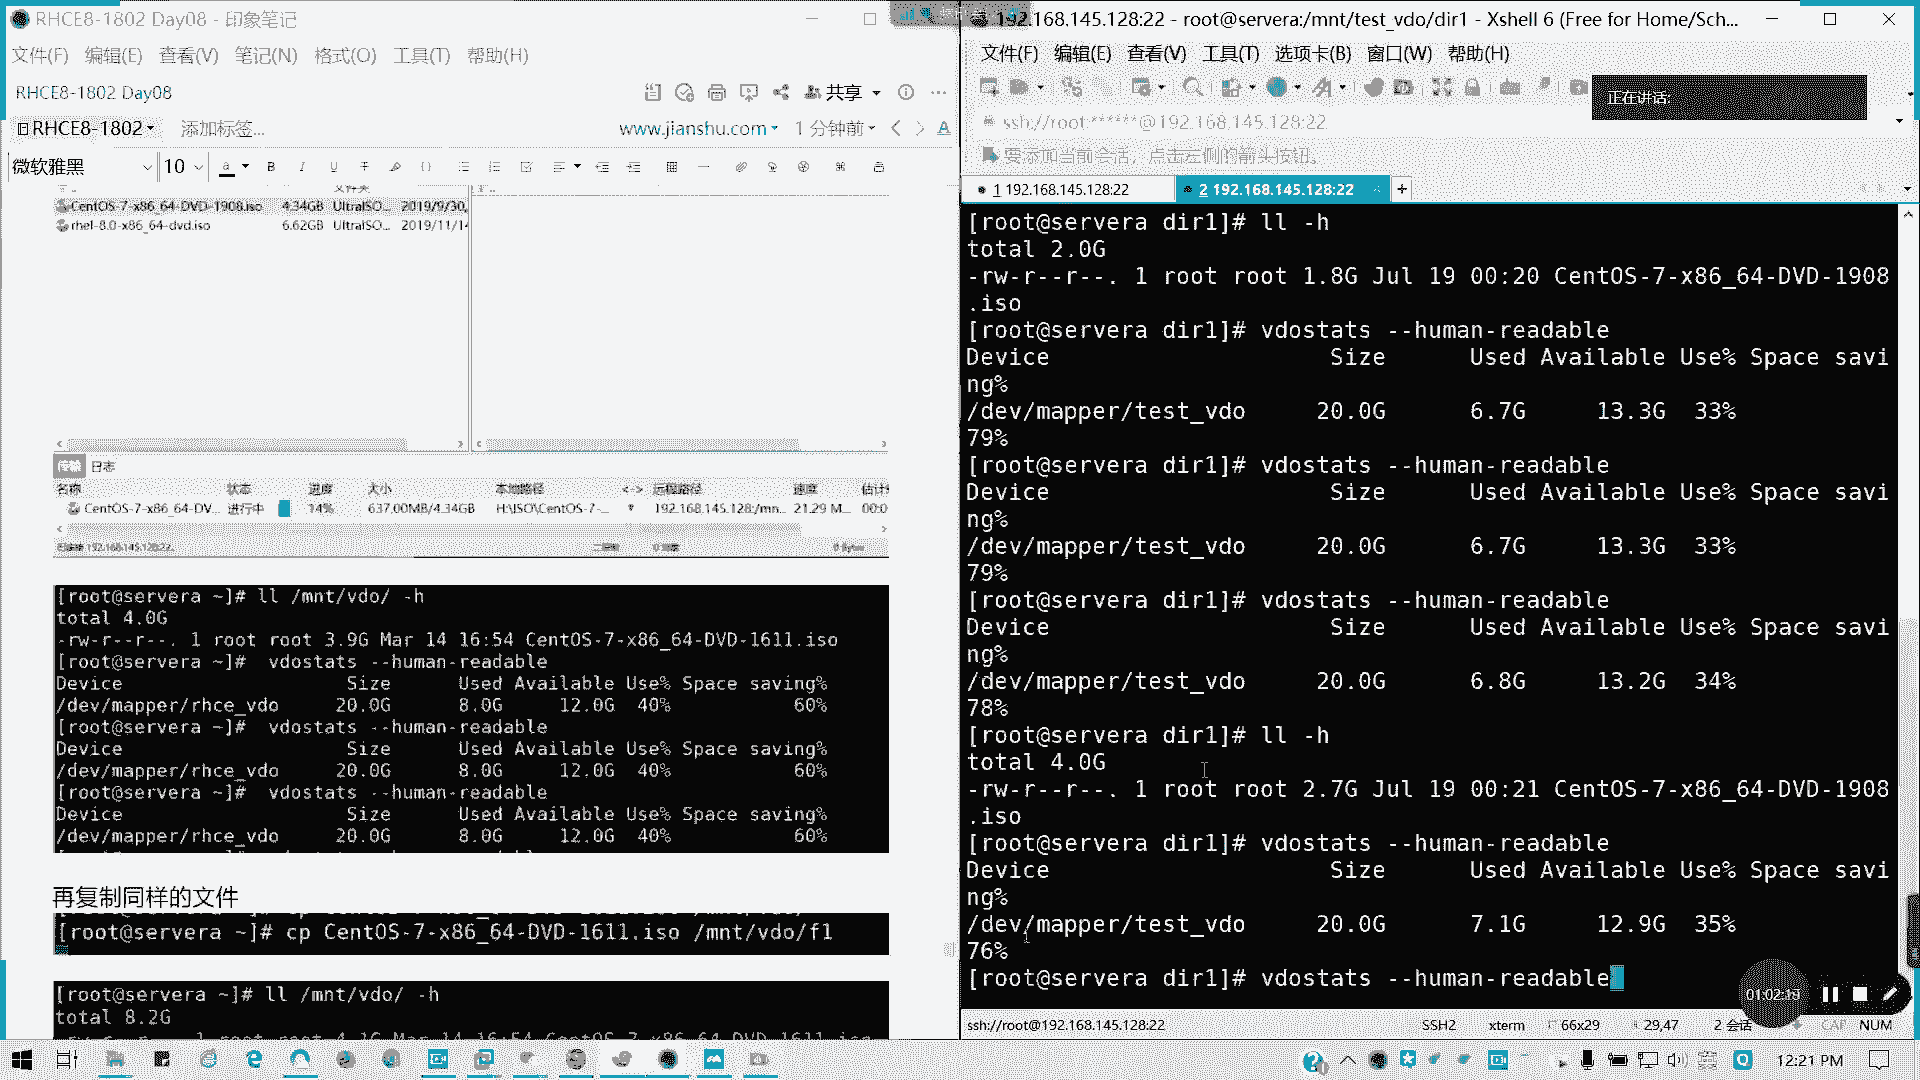 RHCE8-1802 Day08 - 印象笔记
文件(F) 编辑(E) 查看(V) 笔记(N) 格式(O) 工具(T) 帮助(H)
RHCE8-1802 Day08
共享
RHCE8-1802
添加标签...
www.jianshu.com
1 分钟前
微软雅黑
10
CentOS-7-x86_64-DVD-1908.iso 4.34GB UltraISO... 2019/9/30,
rhel-8.0-x86_64-dvd.iso 6.62GB UltraISO... 2019/11/14
传输 日志
名称 状态 进度 大小 本地路径 <-> 远程路径 速度
CentOS-7-x86_64-DV... 进行中 14% 637.00MB/4.34GB H:\ISO\CentOS-7-... 192.168.145.128:/mn... 21.29 M... 00:0
[root@servera ~]# ll /mnt/vdo/ -h
total 4.0G
-rw-r--r--. 1 root root 3.9G Mar 14 16:54 CentOS-7-x86_64-DVD-1611.iso
[root@servera ~]#  vdostats --human-readable
Device Size Used Available Use% Space saving%
/dev/mapper/rhce_vdo 20.0G 8.0G 12.0G 40% 60%
[root@servera ~]#  vdostats --human-readable
Device Size Used Available Use% Space saving%
/dev/mapper/rhce_vdo 20.0G 8.0G 12.0G 40% 60%
[root@servera ~]#  vdostats --human-readable
Device Size Used Available Use% Space saving%
/dev/mapper/rhce_vdo 20.0G 8.0G 12.0G 40% 60%
再复制同样的文件
[root@servera ~]# cp CentOS-7-x86_64-DVD-1611.iso /mnt/vdo/f1
[root@servera ~]# ll /mnt/vdo/ -h
total 8.2G
192.168.145.128:22 - root@servera:/mnt/test_vdo/dir1 - Xshell 6 (Free for Home/Sch...
文件(F) 编辑(E) 查看(V) 工具(T) 选项卡(B) 窗口(W) 帮助(H)
正在讲话:
ssh://root:******@192.168.145.128:22
要添加当前会话，点击左侧的箭头按钮。
1 192.168.145.128:22
2 192.168.145.128:22
[root@servera dir1]# ll -h
total 2.0G
-rw-r--r--. 1 root root 1.8G Jul 19 00:20 CentOS-7-x86_64-DVD-1908
.iso
[root@servera dir1]# vdostats --human-readable
Device Size Used Available Use% Space savi
ng%
/dev/mapper/test_vdo 20.0G 6.7G 13.3G 33%
79%
[root@servera dir1]# vdostats --human-readable
Device Size Used Available Use% Space savi
ng%
/dev/mapper/test_vdo 20.0G 6.7G 13.3G 33%
79%
[root@servera dir1]# vdostats --human-readable
Device Size Used Available Use% Space savi
ng%
/dev/mapper/test_vdo 20.0G 6.8G 13.2G 34%
78%
[root@servera dir1]# ll -h
total 4.0G
-rw-r--r--. 1 root root 2.7G Jul 19 00:21 CentOS-7-x86_64-DVD-1908
.iso
[root@servera dir1]# vdostats --human-readable
Device Size Used Available Use% Space savi
ng%
/dev/mapper/test_vdo 20.0G 7.1G 12.9G 35%
76%
[root@servera dir1]# vdostats --human-readable
ssh://root@192.168.145.128:22 SSH2 xterm 66x29 29,47 2 会话 CAP NUM
12:21 PM